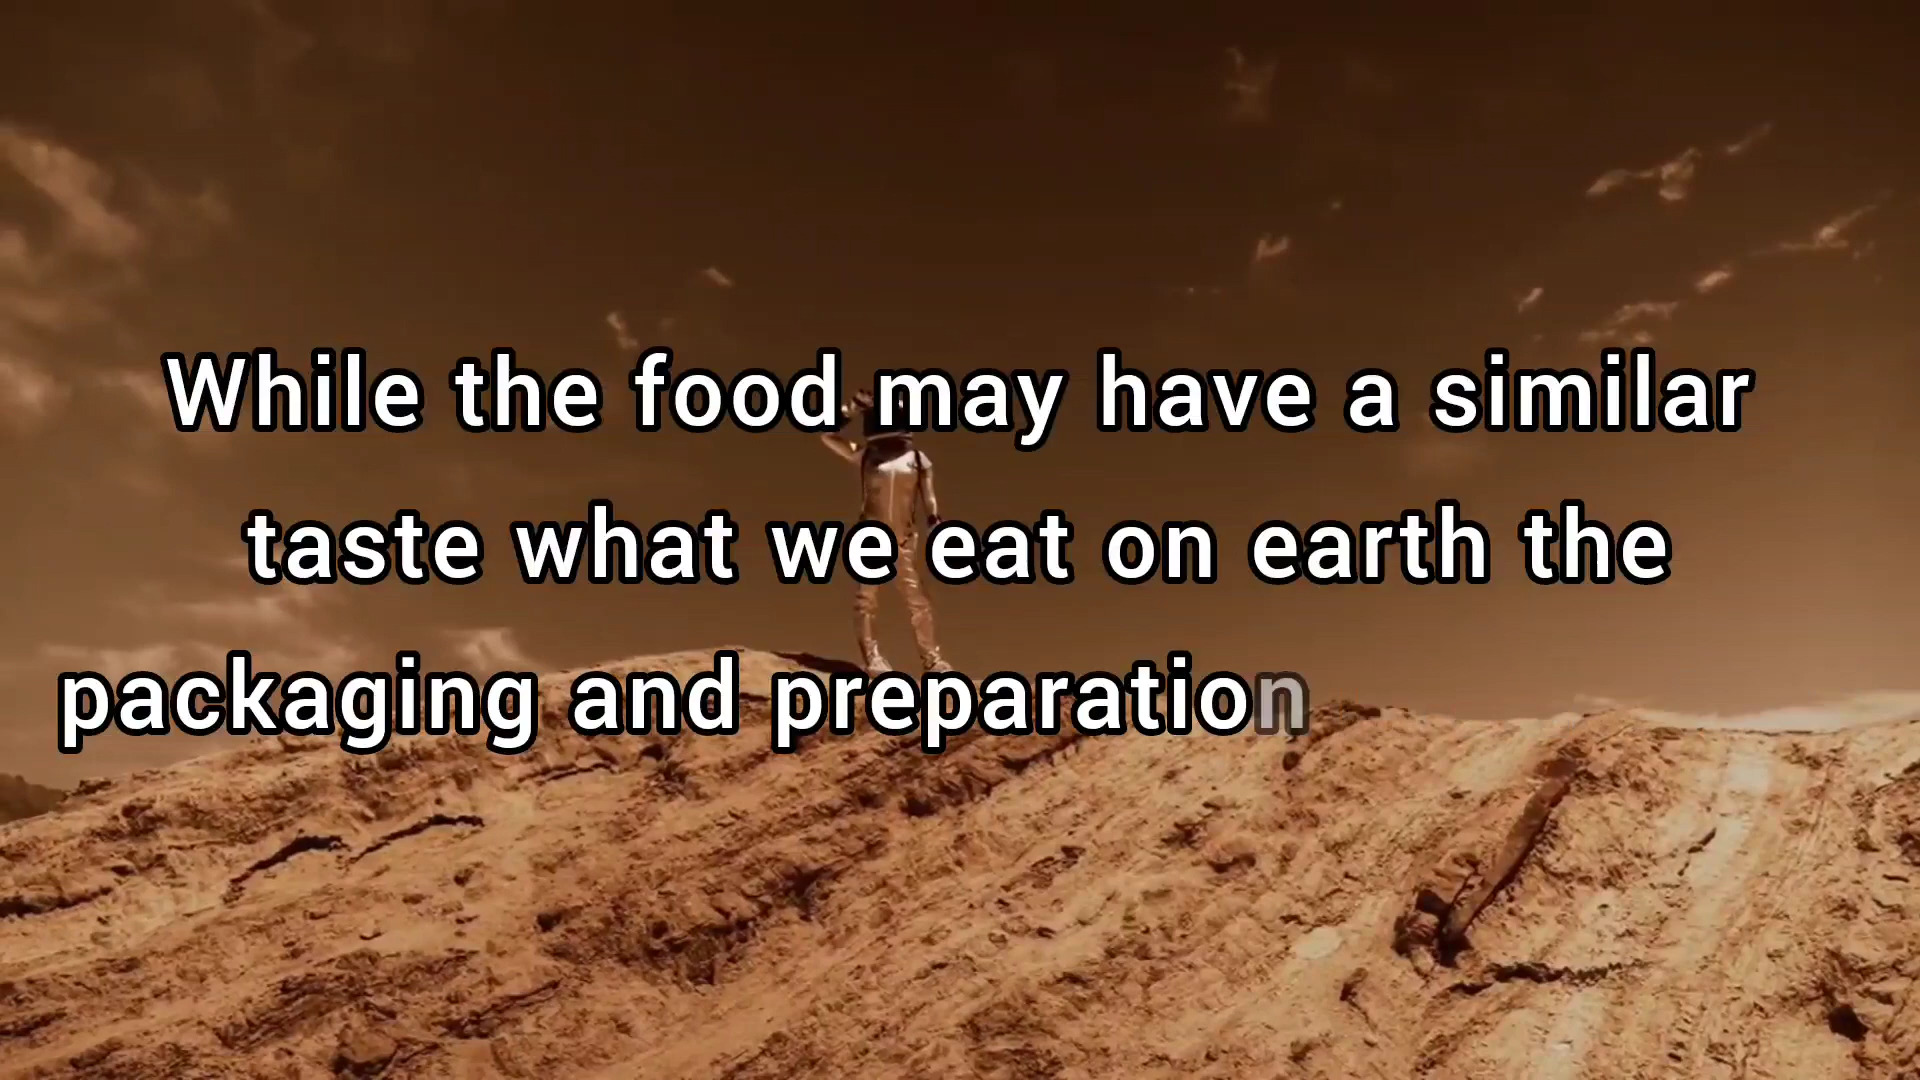 While the food may have a similar
taste what we eat on earth the
packaging and preparation